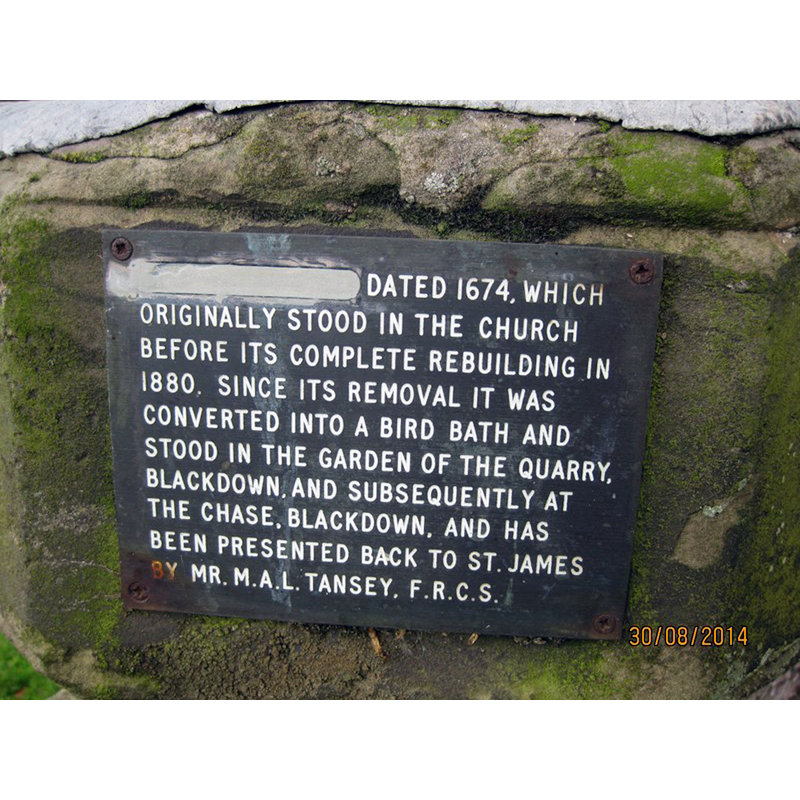 DATED 1674, WHICH
ORIGINALLY STOOD IN THE CHURCH
BEFORE ITS COMPLETE REBUILDING IN
1880. SINCE ITS REMOVAL IT WAS
CONVERTED INTO A BIRD BATH AND
STOOD IN THE GARDEN OF THE QUARRY,
BLACKDOWN, AND SUBSEQUENTLY AT
THE CHASE, BLACKDOWN, AND HAS
BEEN PRESENTED BACK TO ST. JAMES
BY MR. M.A.L. TANSEY, F.R.C.S.
30/08/2014